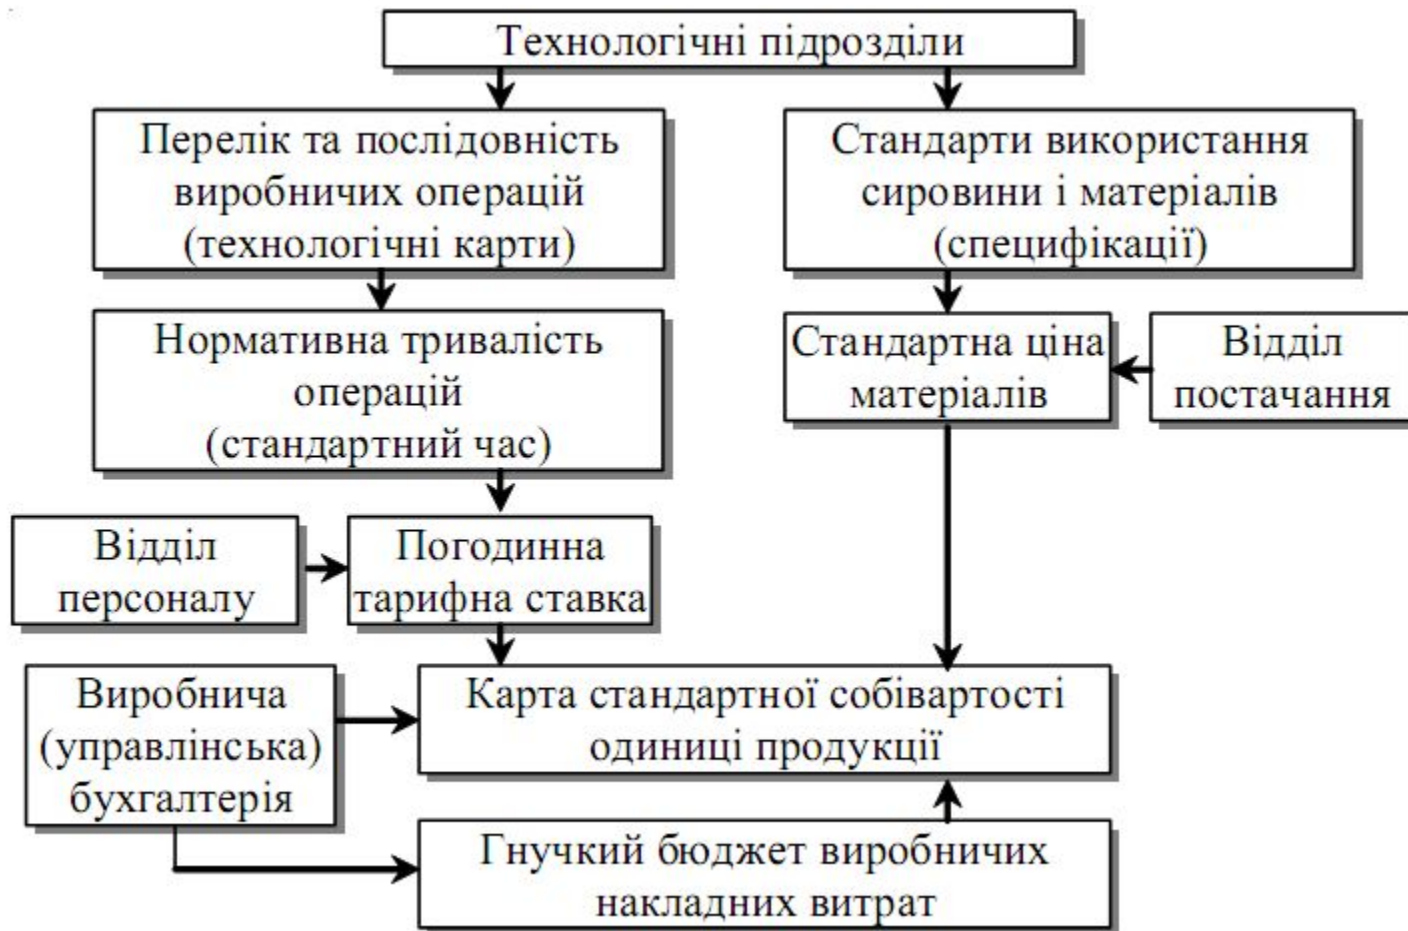 Технологічні підрозділи
Перелік та послідовність
виробничих операцій
(технологічні карти)
Стандарти використання
сировини і матеріалів
(специфікації)
Нормативна тривалість
операцій
(стандартний час)
Стандартна ціна
матеріалів
Відділ
постачання
Відділ
персоналу
Погодинна
тарифна ставка
Виробнича
(управлінська)
бухгалтерія
Карта стандартної собівартості
одиниці продукції
Гнучкий бюджет виробничих
накладних витрат